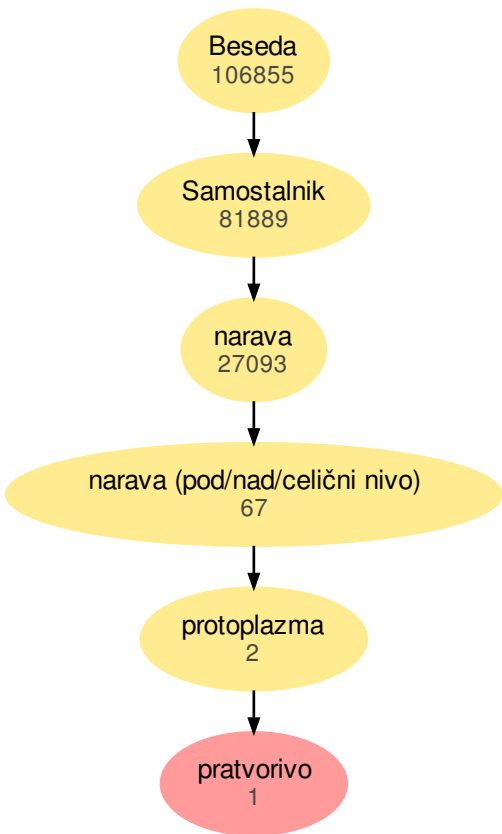 Beseda
106855
Samostalnik
81889
narava
27093
narava (pod/nad/celični nivo)
67
protoplazma
2
pratvorivo
1